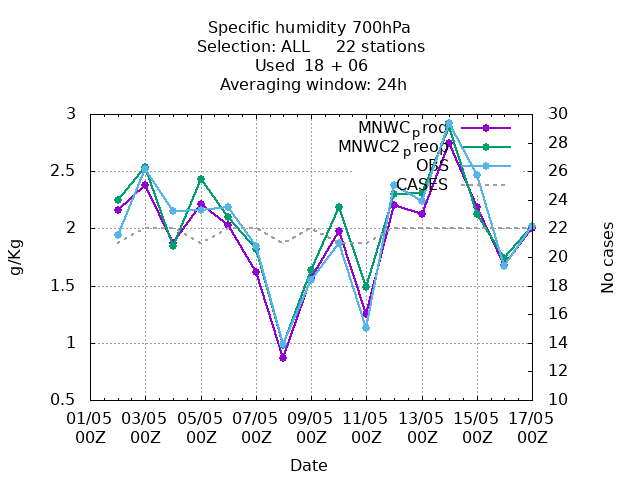 Specific humidity 700hPa
Selection: ALL 22 stations
Used 18 + 06
Averaging window: 24h
3
2.5
2
1.5
1
0.5
g/Kg
30
28
26
24
22
20
18
16
14
12
10
No cases
MNWCprod
MNWC2preop
OBS
CASES
01/05 03/05 05/05 07/05 09/05 11/05 13/05 15/05 17/05
00Z 00Z 00Z 00Z 00Z 00Z 00Z 00Z 00Z
Date